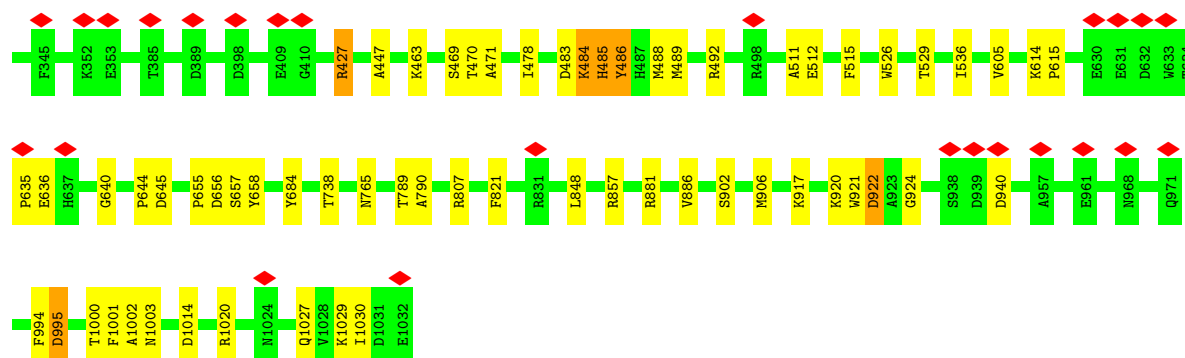 F345 K352 E353 T385 D389 D398 E409 G410 R427 A447 K463 S469 T470 A471 I478 D483 K484 H485 Y486 H487 M488 M489 R492 R498 A511 E512 F515 W526 T529 I536 V605 K614 P615 E630 E631 D632 W633
P635 E636 H637 G640 P644 D645 P655 D656 S657 Y658 Y684 T738 N765 T789 A790 R807 F821 R831 L848 R857 R881 V886 S902 M906 K917 K920 W921 D922 A923 G924 S938 D939 D940 A957 E961 N968 Q971
F994 D995 T1000 F1001 A1002 N1003 D1014 R1020 N1024 Q1027 V1028 K1029 I1030 D1031 E1032